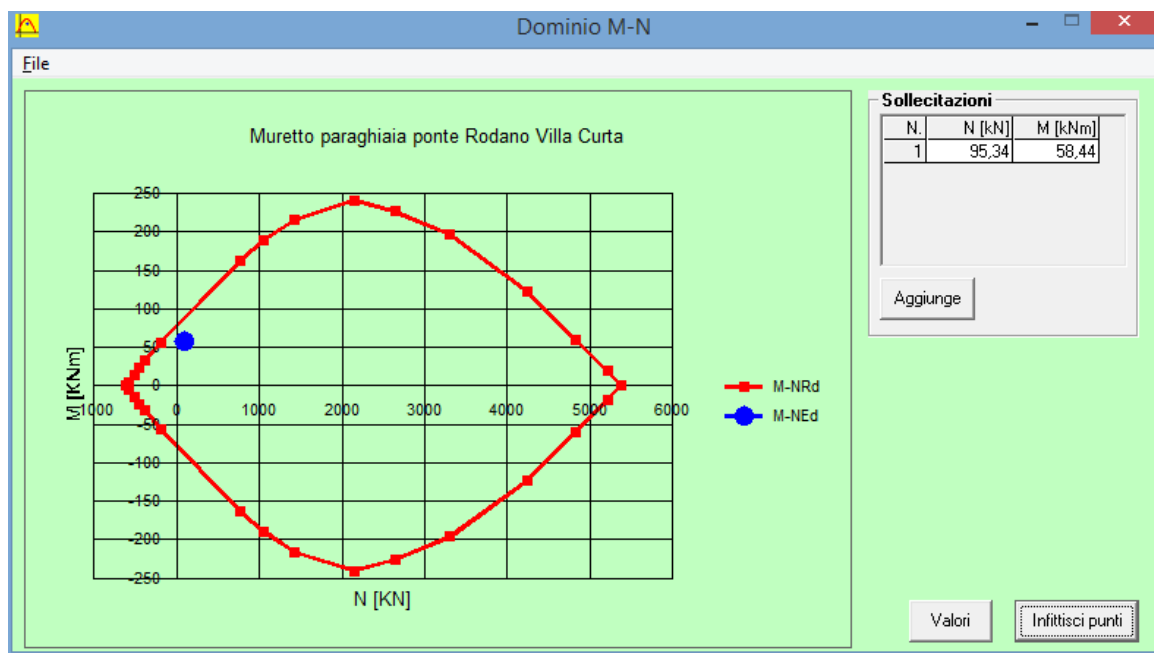 Dominio M-N
File
Muretto paraghiaia ponte Rodano Villa Curta
250
200
150
100
50
0
-50
-100
-150
-200
-250
M [KNm]
-1000 0 1000 2000 3000 4000 5000 6000
N [KN]
M-NRd
M-NEd
Sollecitazioni
N. N [kN] M [kNm]
1 95,34 58,44
Aggiunge
Valori
Infittisci punti